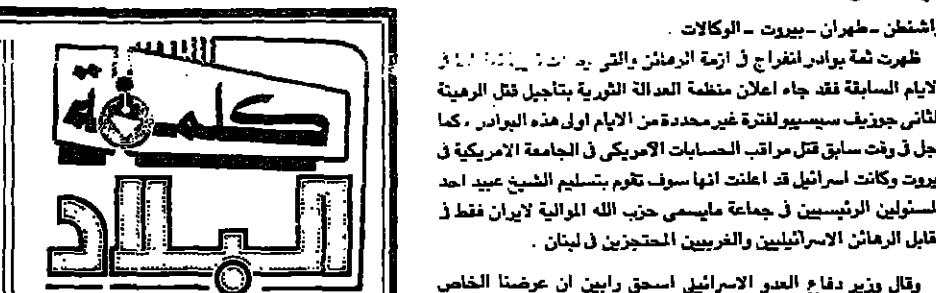 واشنطن - طهران - بيروت - الوكالات .
ظهرت ثمة بوادر انفراج في ازمة الرهائن والتي في
الايام السابقة فقد جاء اعلان منظمة العدالة الثورية بتأجيل قتل الرهينة
الثاني جوزيف سيسيبيو لفترة غير محددة من الايام اولى هذه البوادر ، كما
اجل في وقت سابق قتل مراقب الحسابات الآمريكي في الجامعة الامريكية في
بيروت وكانت اسرائيل قد اعلنت انها سوف تقوم بتسليم الشيخ عبيد احد
المسئولين الرئيسيين في جماعة مايسمى حزب الله الموالية لايران فقط في
مقابل الرهائن الاسرائيليين والغربيين المحتجزين في لبنان .
وقال وزير دفاع العدو الاسرائيلي اسحق رابين ان عرضنا الخاص
كلمة
البلاد